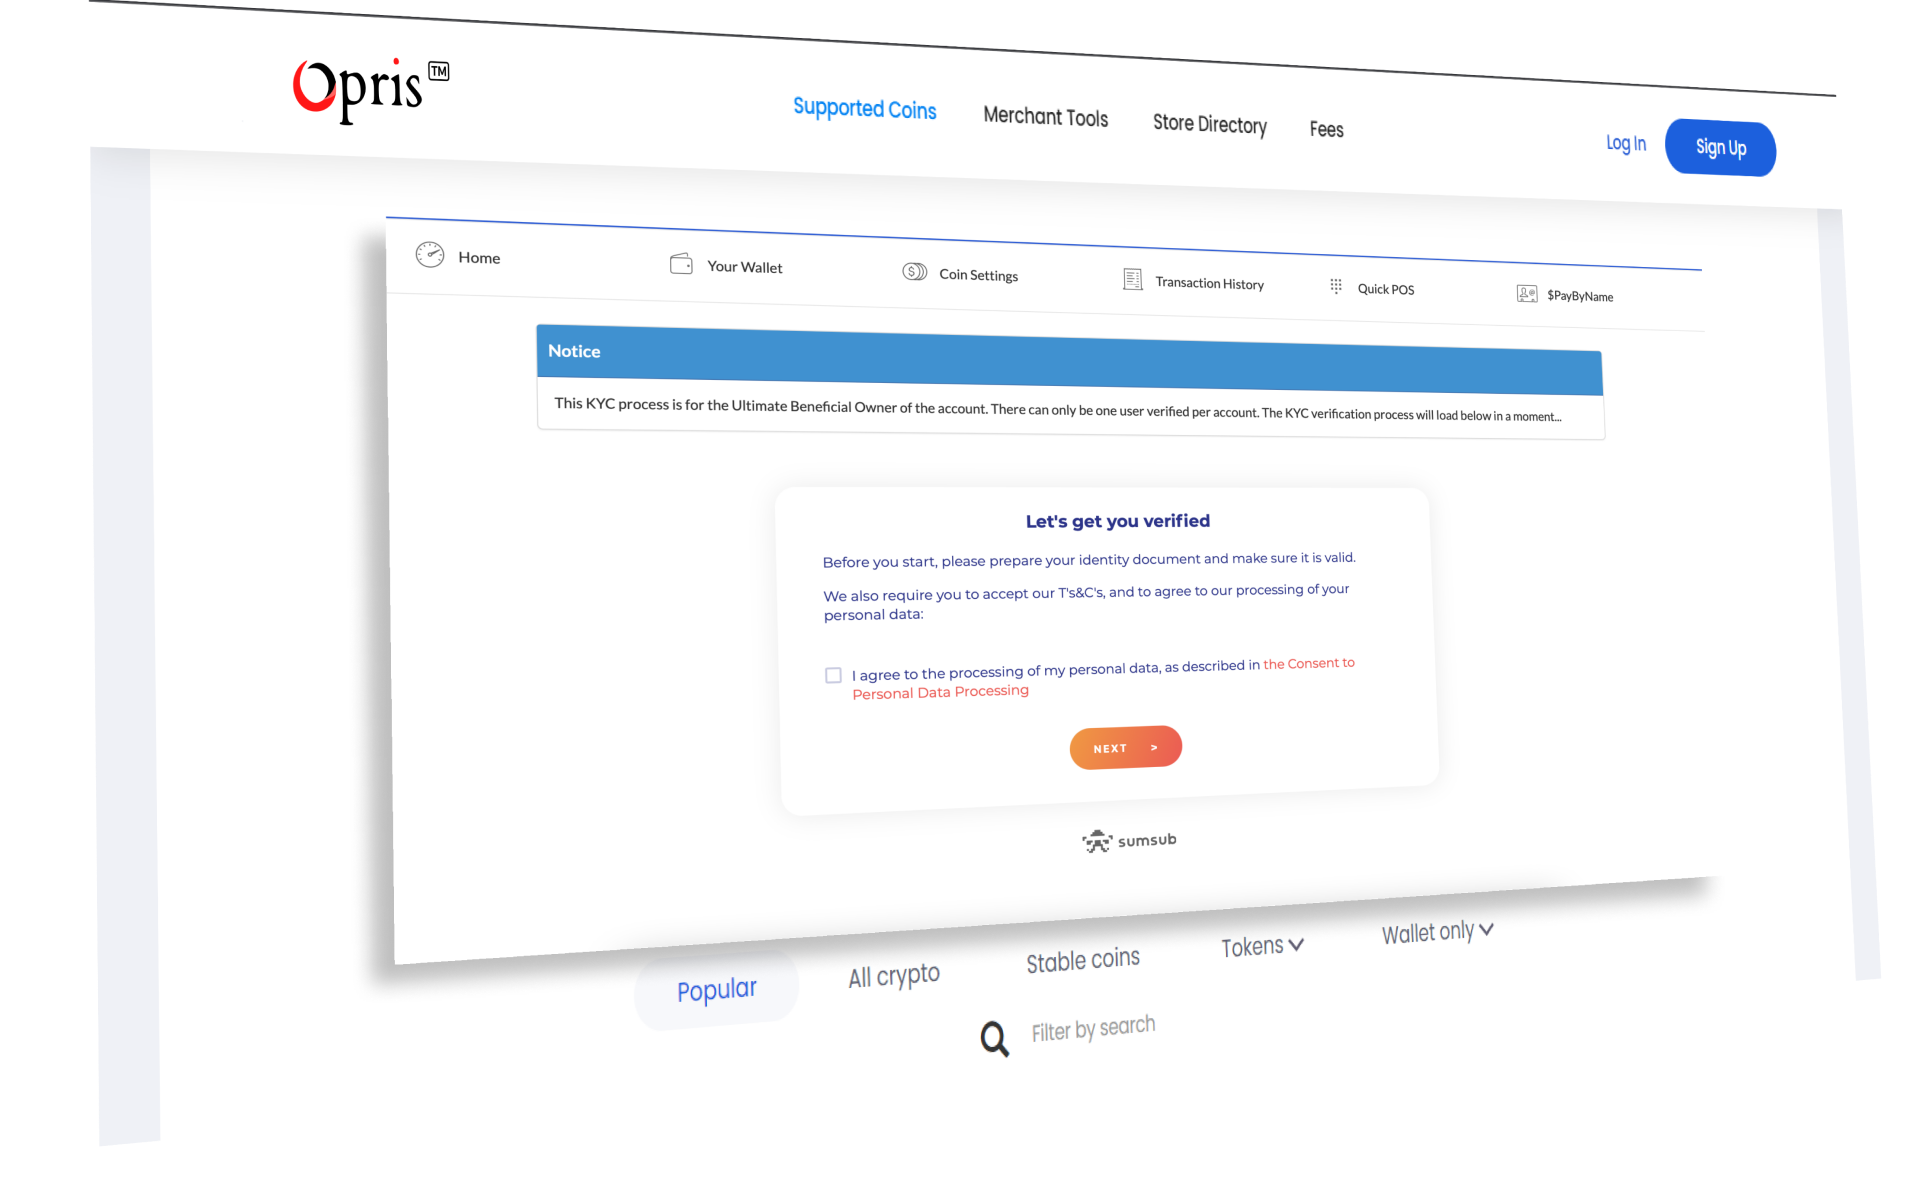 Opris TM
Supported Coins Merchant Tools Store Directory Fees Log In Sign Up
Home Your Wallet Coin Settings Transaction History Quick POS $PayByName
Notice
This KYC process is for the Ultimate Beneficial Owner of the account. There can only be one user verified per account. The KYC verification process will load below in a moment...
Let's get you verified
Before you start, please prepare your identity document and make sure it is valid.
We also require you to accept our T's&C's, and to agree to our processing of your
personal data:
I agree to the processing of my personal data, as described in the Consent to
Personal Data Processing
NEXT >
sumsub
Popular All crypto Stable coins Tokens Wallet only
Filter by search